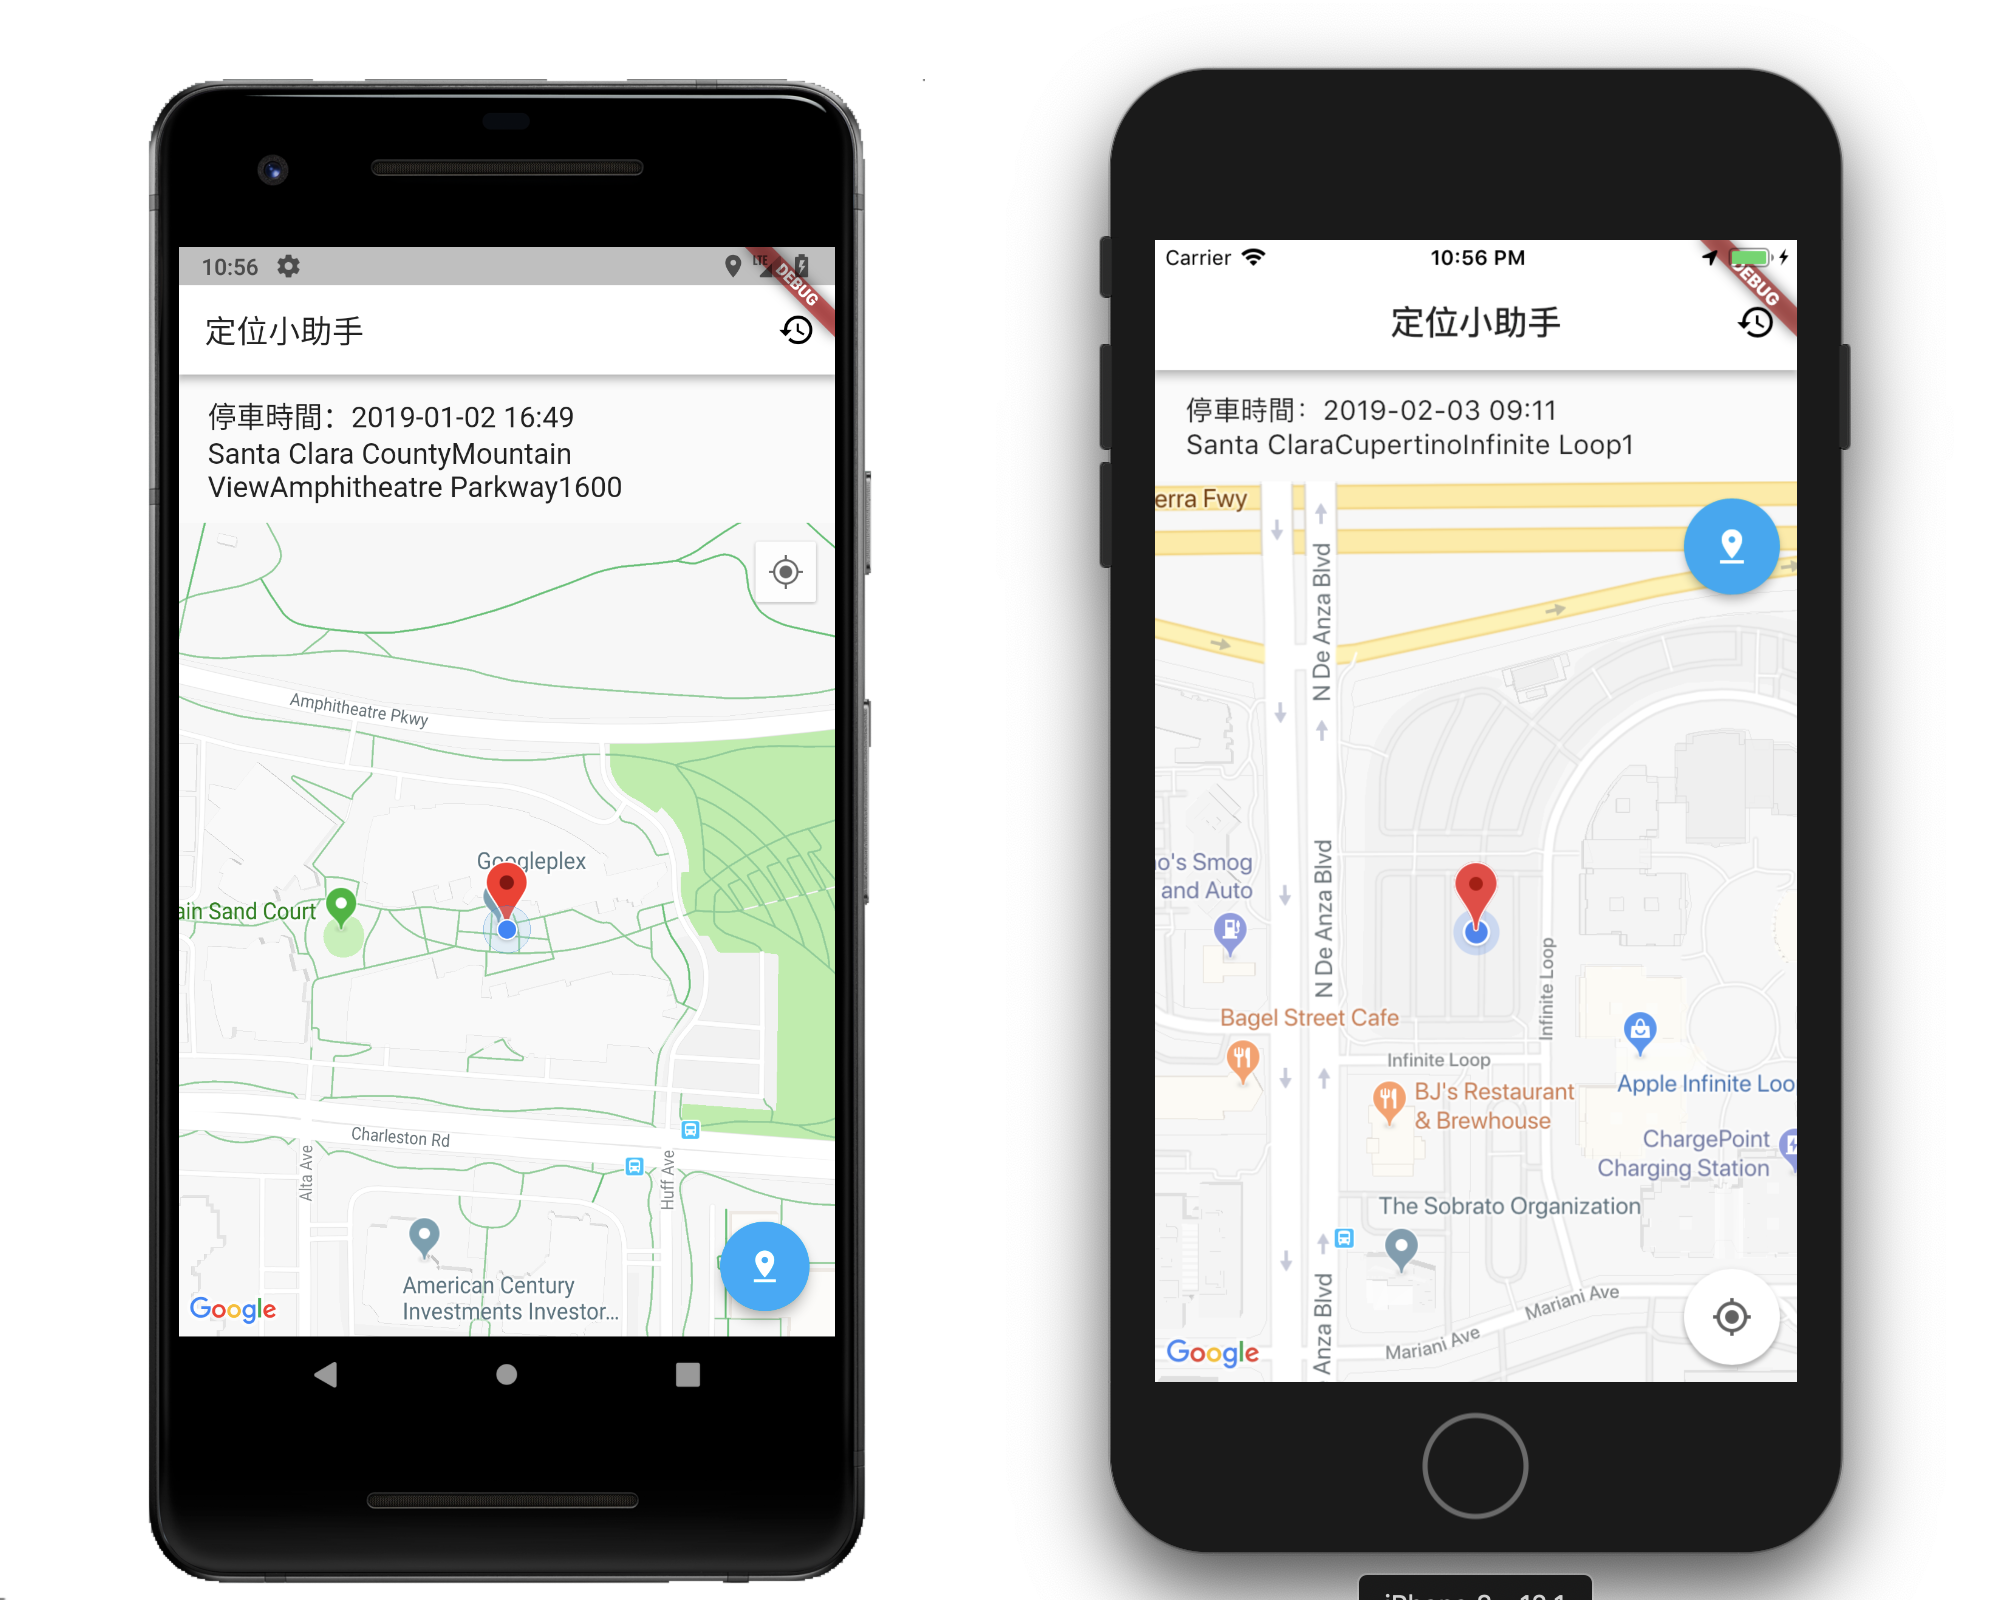 10:56
LTE
DEBUG
定位小助手
停車時間：2019-01-02 16:49
Santa Clara CountyMountain
ViewAmphitheatre Parkway1600
Amphitheatre Pkwy
Googleplex
ain Sand Court
Charleston Rd
Alta Ave
Huff Ave
American Century
Investments Investor...
Google
Carrier
10:56 PM
DEBUG
定位小助手
停車時間：2019-02-03 09:11
Santa ClaraCupertinoInfinite Loop1
erra Fwy
N De Anza Blvd
N De Anza Blvd
o's Smog
and Auto
Infinite Loop
Bagel Street Cafe
Infinite Loop
BJ's Restaurant
& Brewhouse
Apple Infinite Loo
ChargePoint
Charging Station
The Sobrato Organization
Anza Blvd
Mariani Ave
Mariani Ave
Google